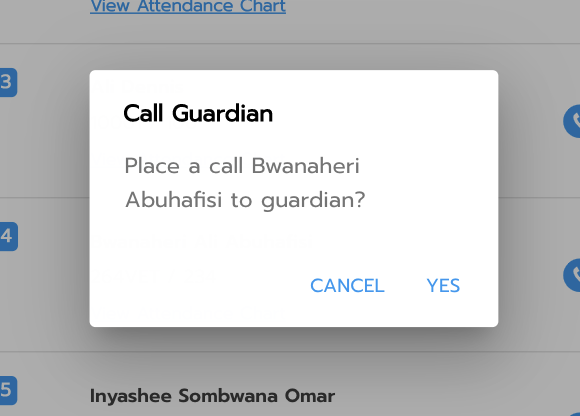 View Attendance Chart
3
Call Guardian
Place a call Bwanaheri
Abuhafisi to guardian?
4
CANCEL YES
5
Inyashee Sombwana Omar